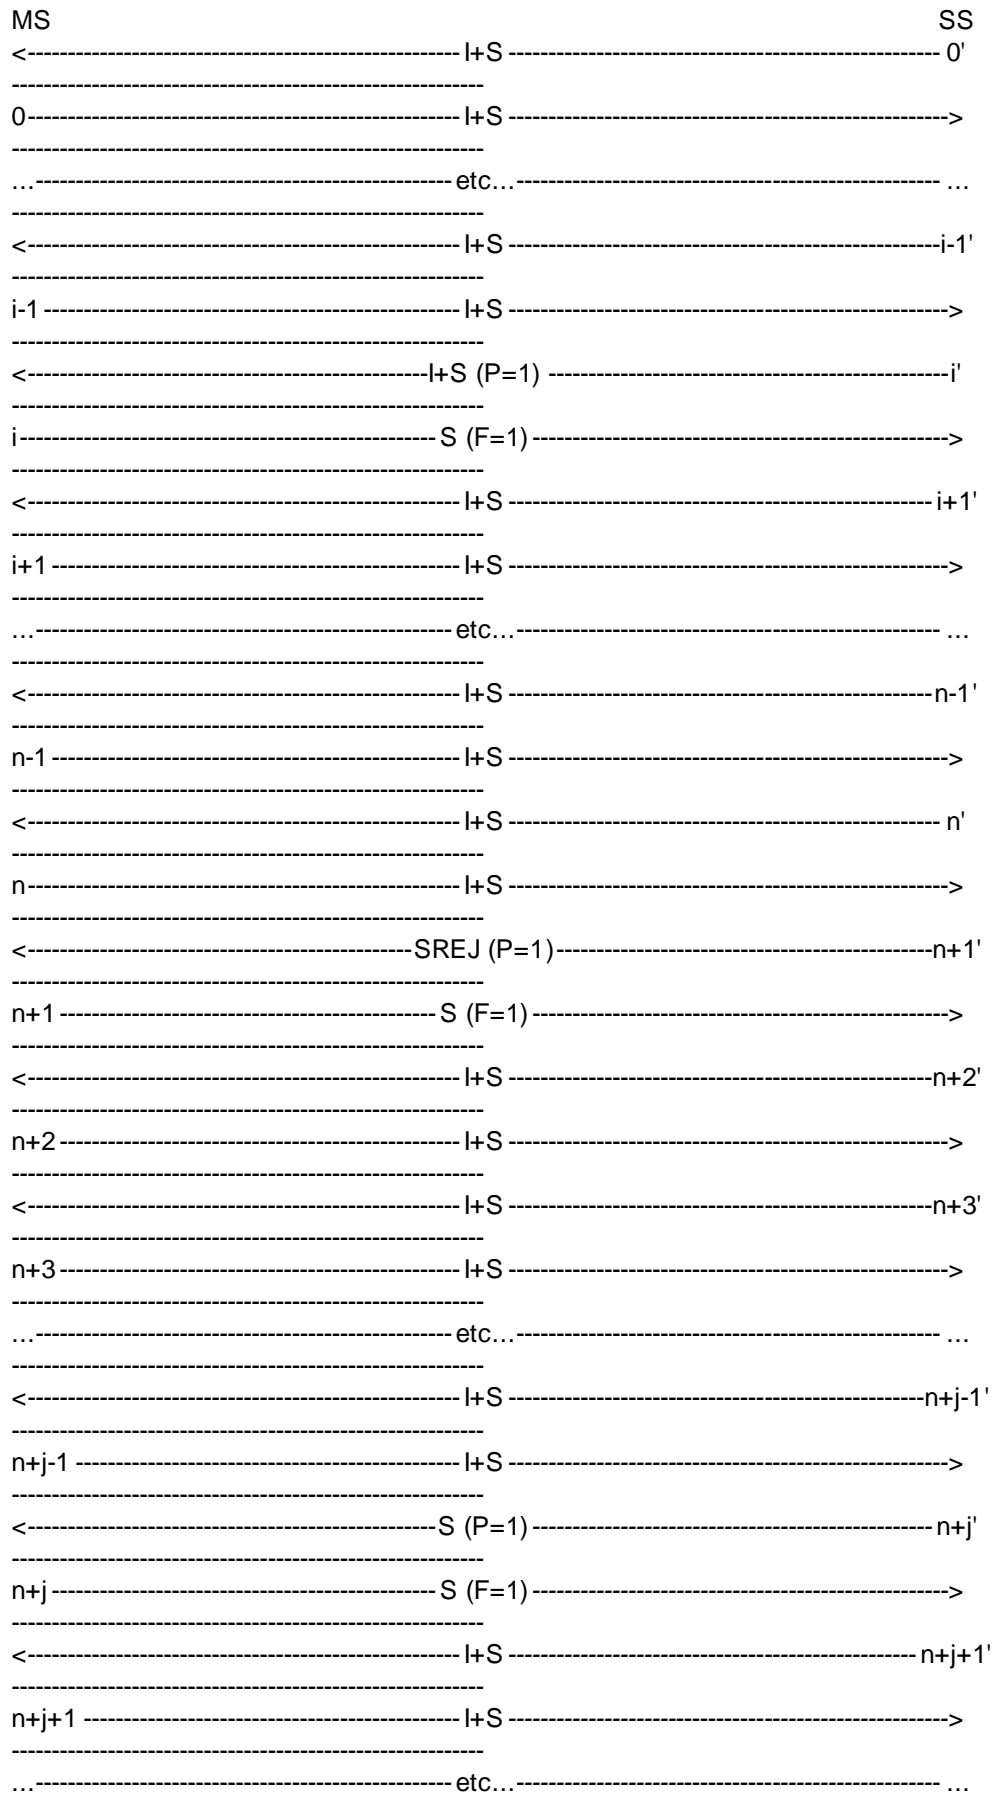 MS SS
<------------------------------------------------------ I+S ------------------------------------------------------ 0'
-----------------------------------------------------------
0------------------------------------------------------ I+S ------------------------------------------------------->
-----------------------------------------------------------
…---------------------------------------------------- etc…----------------------------------------------------- …
-----------------------------------------------------------
<------------------------------------------------------ I+S ------------------------------------------------------i-1'
-----------------------------------------------------------
i-1 ---------------------------------------------------- I+S ------------------------------------------------------->
-----------------------------------------------------------
<--------------------------------------------------I+S (P=1) --------------------------------------------------i'
-----------------------------------------------------------
i---------------------------------------------------- S (F=1) ---------------------------------------------------->
-----------------------------------------------------------
<------------------------------------------------------ I+S ----------------------------------------------------- i+1'
-----------------------------------------------------------
i+1 --------------------------------------------------- I+S ------------------------------------------------------->
-----------------------------------------------------------
…---------------------------------------------------- etc…----------------------------------------------------- …
-----------------------------------------------------------
<------------------------------------------------------ I+S -----------------------------------------------------n-1'
-----------------------------------------------------------
n-1 --------------------------------------------------- I+S ------------------------------------------------------->
-----------------------------------------------------------
<------------------------------------------------------ I+S ------------------------------------------------------ n'
-----------------------------------------------------------
n------------------------------------------------------ I+S ------------------------------------------------------->
-----------------------------------------------------------
<------------------------------------------------SREJ (P=1)-----------------------------------------------n+1'
-----------------------------------------------------------
n+1 ----------------------------------------------- S (F=1) ---------------------------------------------------->
-----------------------------------------------------------
<------------------------------------------------------ I+S -----------------------------------------------------n+2'
-----------------------------------------------------------
n+2 -------------------------------------------------- I+S ------------------------------------------------------->
-----------------------------------------------------------
<------------------------------------------------------ I+S -----------------------------------------------------n+3'
-----------------------------------------------------------
n+3 -------------------------------------------------- I+S ------------------------------------------------------->
-----------------------------------------------------------
…---------------------------------------------------- etc…----------------------------------------------------- …
-----------------------------------------------------------
<------------------------------------------------------ I+S ----------------------------------------------------n+j-1'
-----------------------------------------------------------
n+j-1 ------------------------------------------------ I+S ------------------------------------------------------->
-----------------------------------------------------------
<---------------------------------------------------S (P=1) -------------------------------------------------- n+j'
-----------------------------------------------------------
n+j ------------------------------------------------ S (F=1) ---------------------------------------------------->
-----------------------------------------------------------
<------------------------------------------------------ I+S --------------------------------------------------- n+j+1'
-----------------------------------------------------------
n+j+1 ----------------------------------------------- I+S ------------------------------------------------------->
-----------------------------------------------------------
…---------------------------------------------------- etc…----------------------------------------------------- …